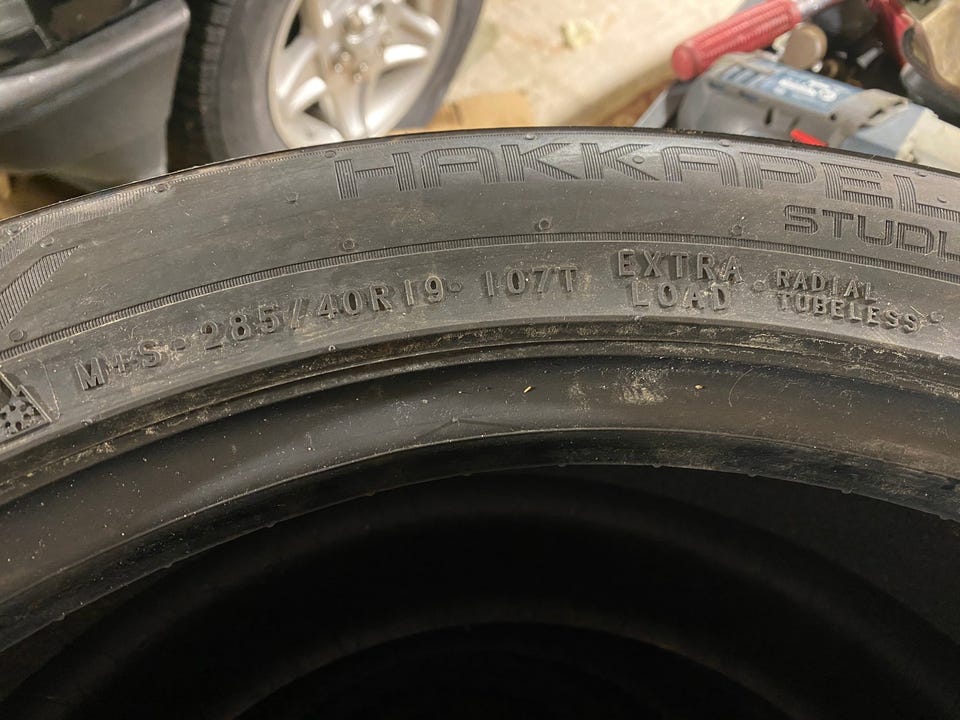 HAKKAPEL
STUDL
M+S · 285/40R19 · 107T EXTRA LOAD · RADIAL TUBELESS ·